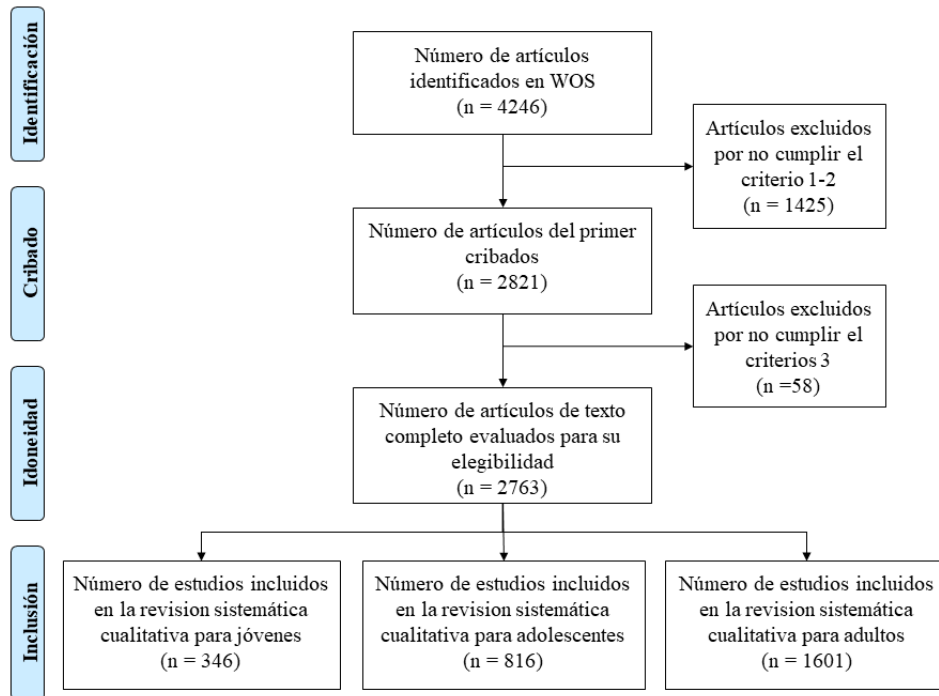 Identificación
Número de artículos
identificados en WOS
(n = 4246)
Artículos excluidos
por no cumplir el
criterio 1-2
(n = 1425)
Cribado
Número de artículos del primer
cribados
(n = 2821)
Artículos excluidos
por no cumplir el
criterios 3
(n =58)
Idoneidad
Número de artículos de texto
completo evaluados para su
elegibilidad
(n = 2763)
Inclusión
Número de estudios incluidos
en la revision sistemática
cualitativa para jóvenes
(n = 346)
Número de estudios incluidos
en la revision sistemática
cualitativa para adolescentes
(n = 816)
Número de estudios incluidos
en la revision sistemática
cualitativa para adultos
(n = 1601)